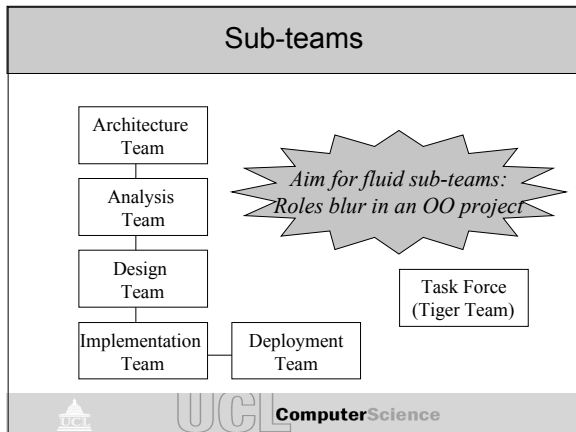 Sub-teams
Architecture
Team
Analysis
Team
Design
Team
Implementation
Team
Deployment
Team
Aim for fluid sub-teams:
Roles blur in an OO project
Task Force
(Tiger Team)
UCL
UCL
ComputerScience